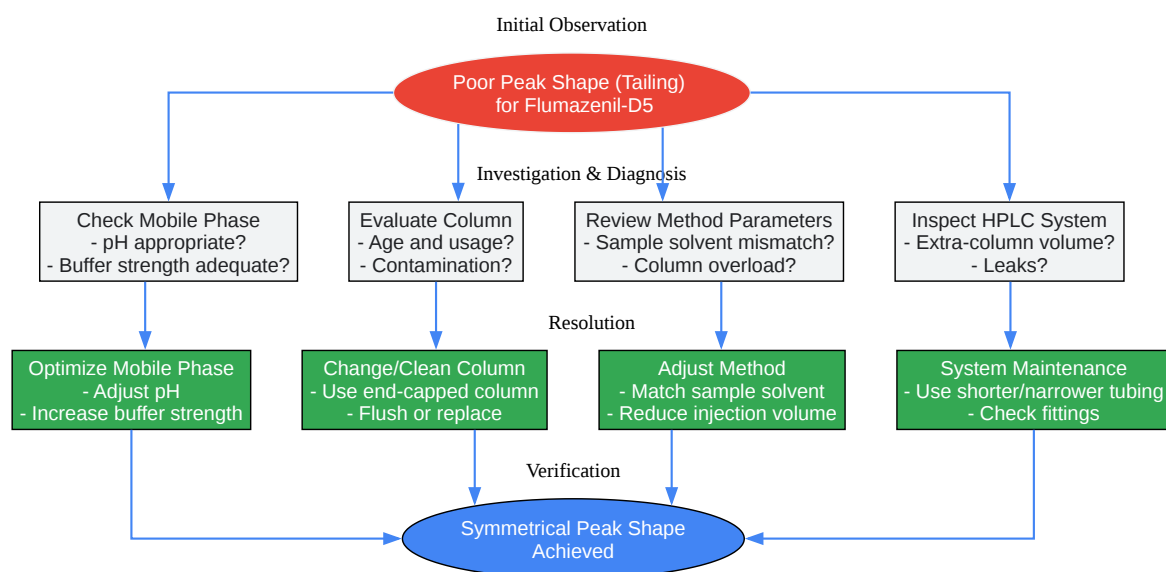 Initial Observation
Poor Peak Shape (Tailing)
for Flumazenil-D5
Investigation & Diagnosis
Check Mobile Phase
- pH appropriate?
- Buffer strength adequate?
Evaluate Column
- Age and usage?
- Contamination?
Review Method Parameters
- Sample solvent mismatch?
- Column overload?
Inspect HPLC System
- Extra-column volume?
- Leaks?
Resolution
Optimize Mobile Phase
- Adjust pH
- Increase buffer strength
Change/Clean Column
- Use end-capped column
- Flush or replace
Adjust Method
- Match sample solvent
- Reduce injection volume
System Maintenance
- Use shorter/narrower tubing
- Check fittings
Verification
Symmetrical Peak Shape
Achieved